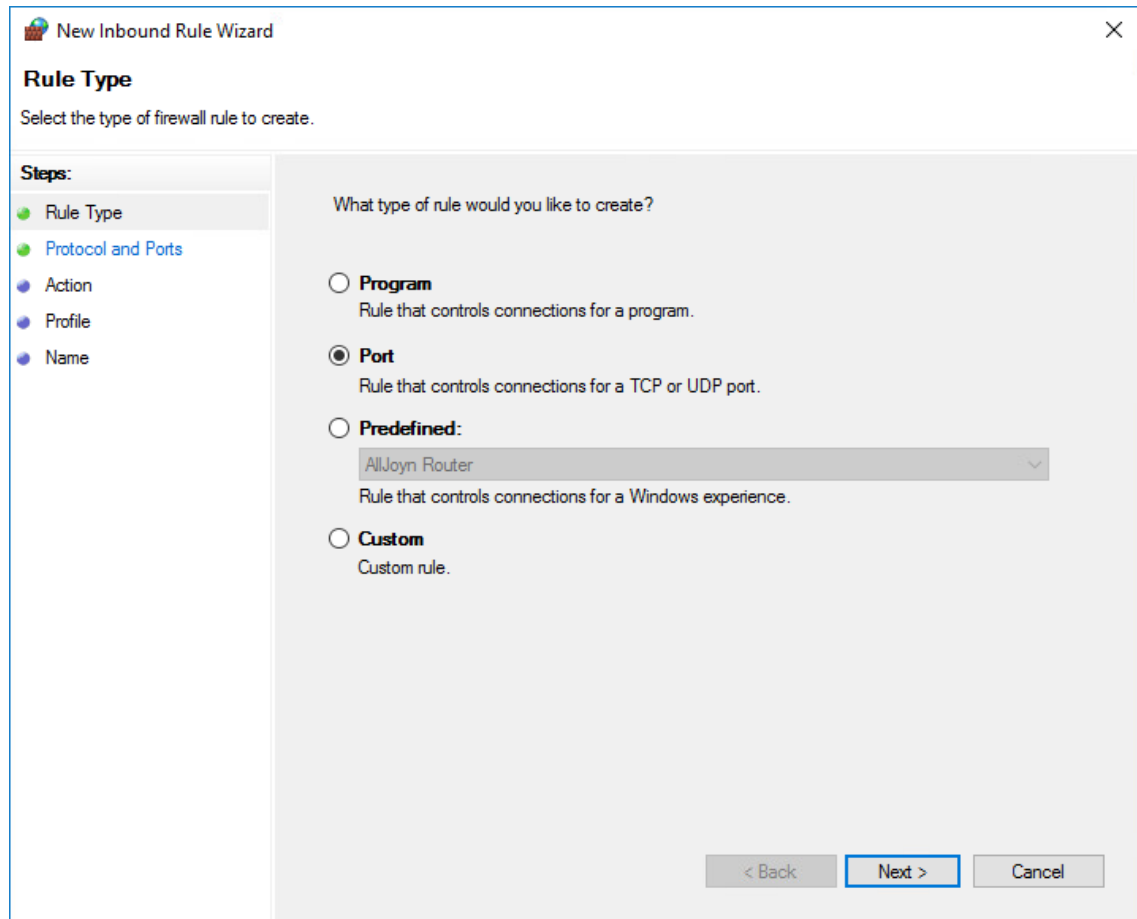 New Inbound Rule Wizard
Rule Type
Select the type of firewall rule to create.
Steps:
Rule Type
Protocol and Ports
Action
Profile
Name
What type of rule would you like to create?
Program
Rule that controls connections for a program.
Port
Rule that controls connections for a TCP or UDP port.
Predefined:
AllJoyn Router
Rule that controls connections for a Windows experience.
Custom
Custom rule.
< Back
Next >
Cancel